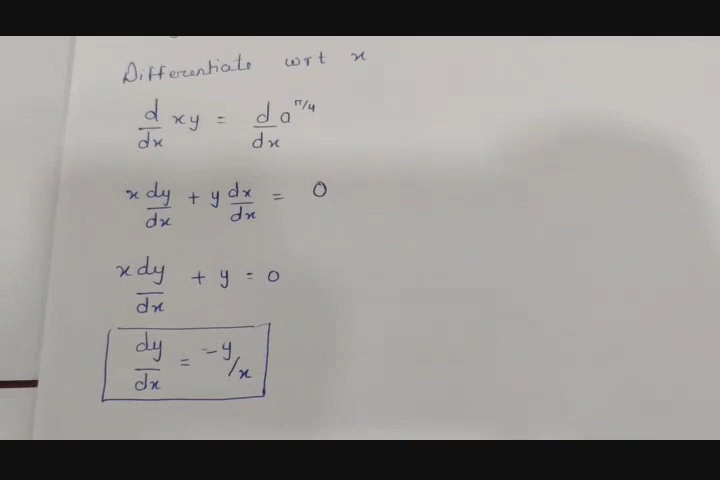 Differentiate wrt x
d/dx xy = d/dx a^π/4
x dy/dx + y dx/dx = 0
x dy/dx + y = 0
dy/dx = -y/x